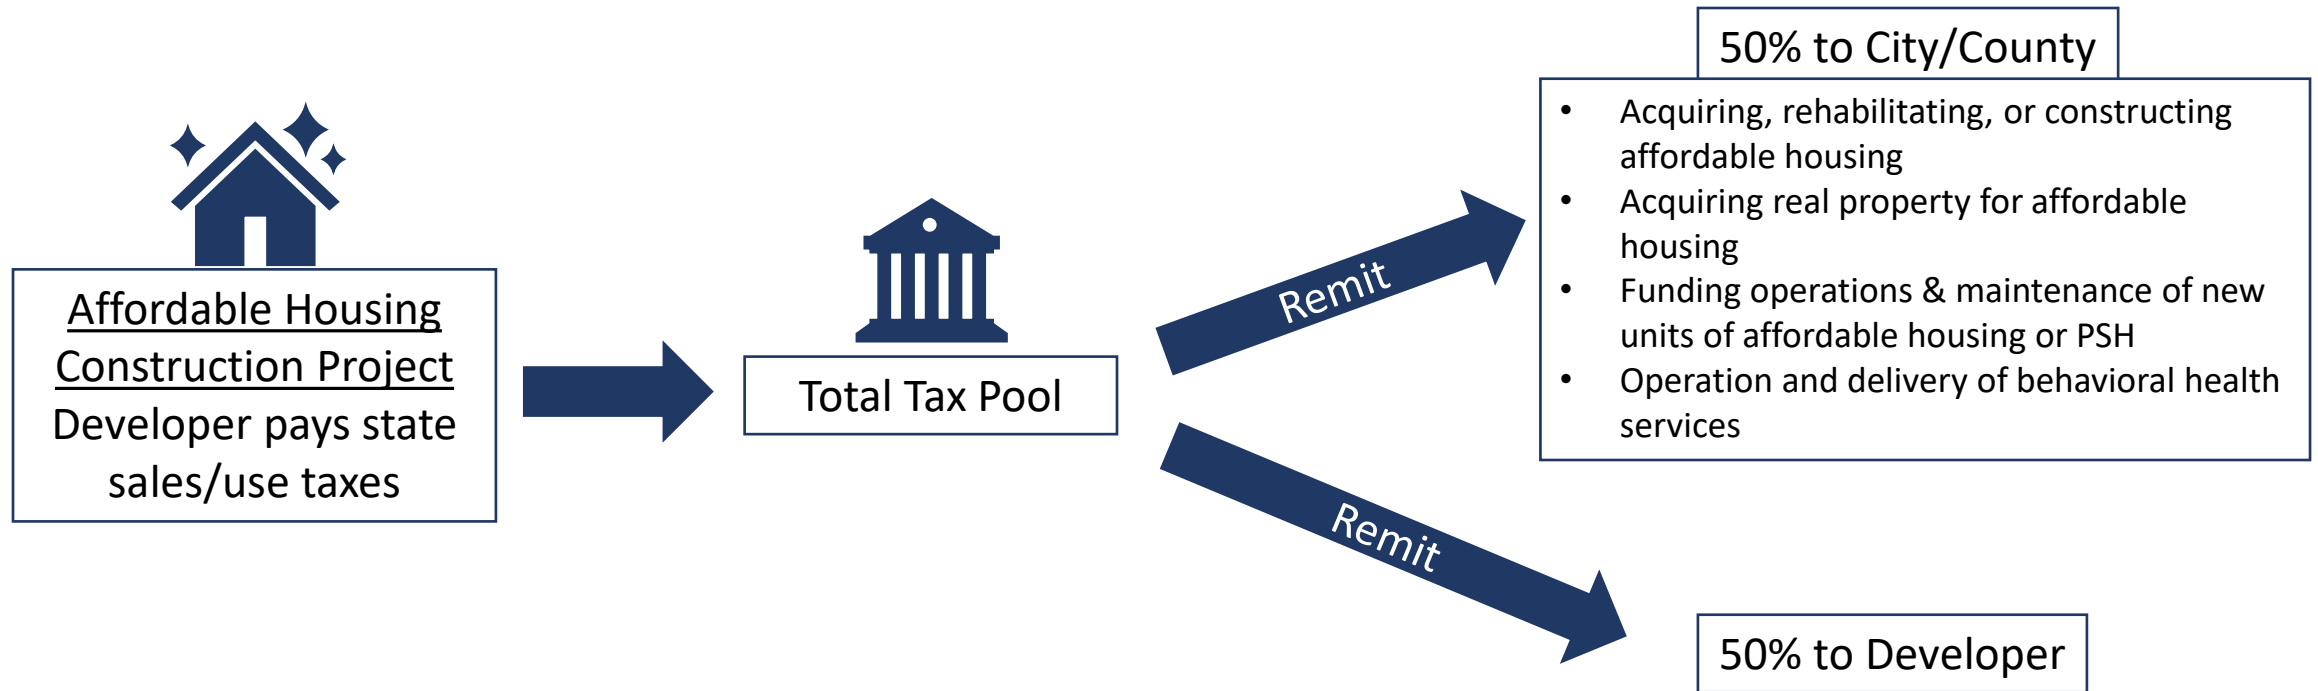 Affordable Housing
Construction Project
Developer pays state
sales/use taxes
Total Tax Pool
Remit
50% to City/County
• Acquiring, rehabilitating, or constructing
affordable housing
• Acquiring real property for affordable
housing
• Funding operations & maintenance of new
units of affordable housing or PSH
• Operation and delivery of behavioral health
services
Remit
50% to Developer